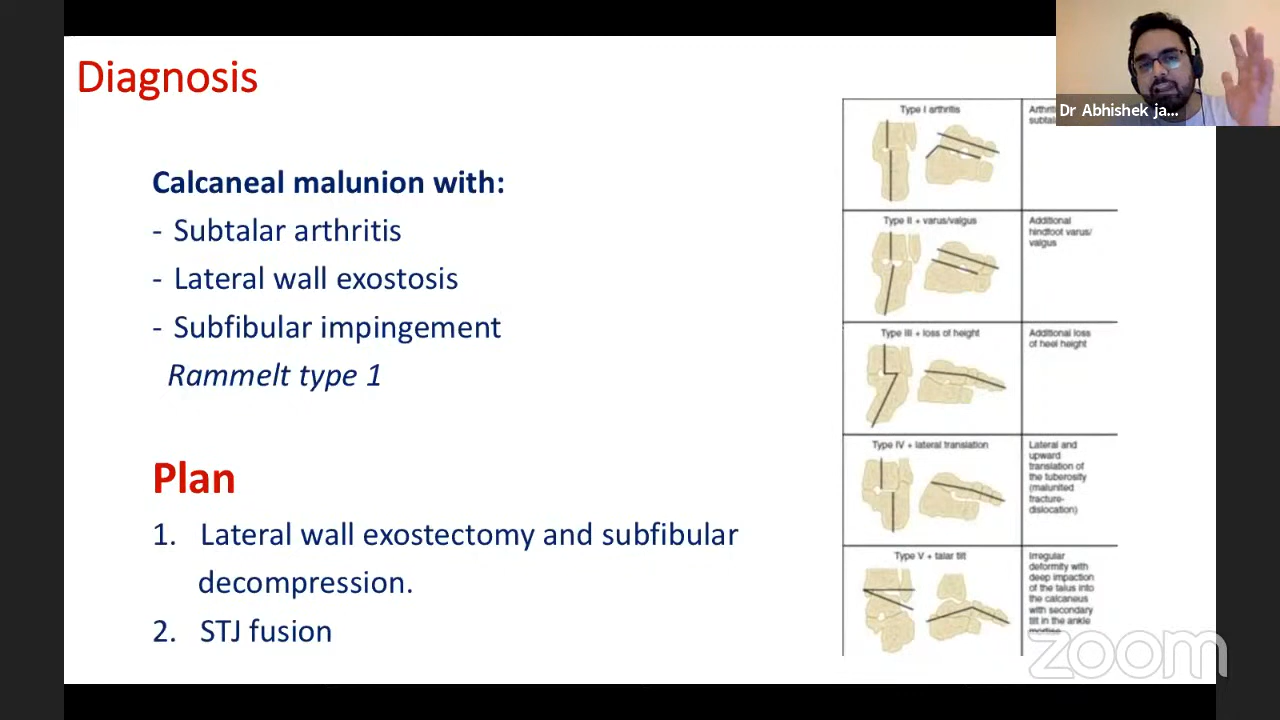 Diagnosis
Dr Abhishek ja...
Calcaneal malunion with:
- Subtalar arthritis
- Lateral wall exostosis
- Subfibular impingement
Rammelt type 1
Plan
1. Lateral wall exostectomy and subfibular
decompression.
2. STJ fusion
Type I arthritis
Type II + varus/valgus
Additional
hindfoot varus/
valgus
Type III + loss of height
Additional loss
of heel height
Type IV + lateral translation
Lateral and
upward
translation of
the tuberosity
(malunited
fracture-
dislocation)
Type V + talar tilt
Irregular
deformity with
deep impaction
of the talus into
the calcaneus
with secondary
tilt in the ankle
zoom